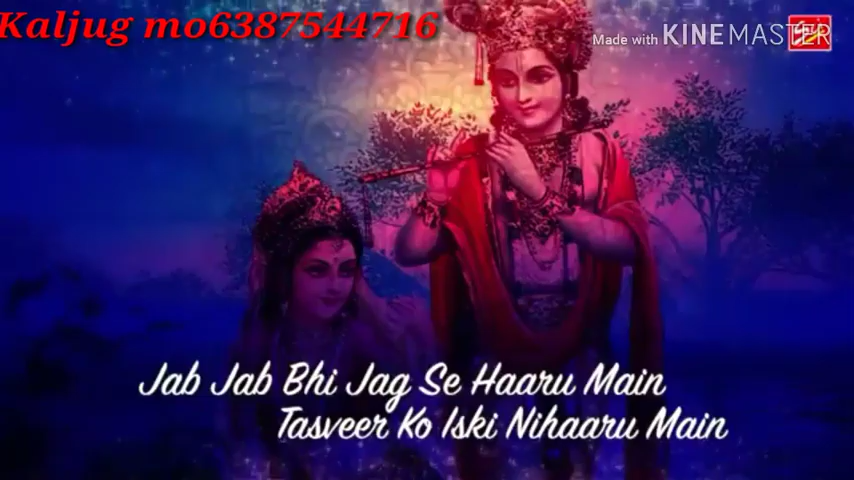 Kaljug mo6387544716
Made with KINEMASTER
Jab Jab Bhi Jag Se Haaru Main
Tasveer Ko Iski Nihaaru Main